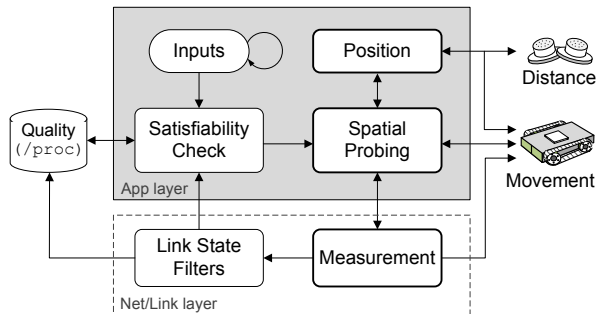 Inputs
Position
Distance
Quality
(/proc)
Satisfiability
Check
Spatial
Probing
Movement
App layer
Link State
Filters
Measurement
Net/Link layer